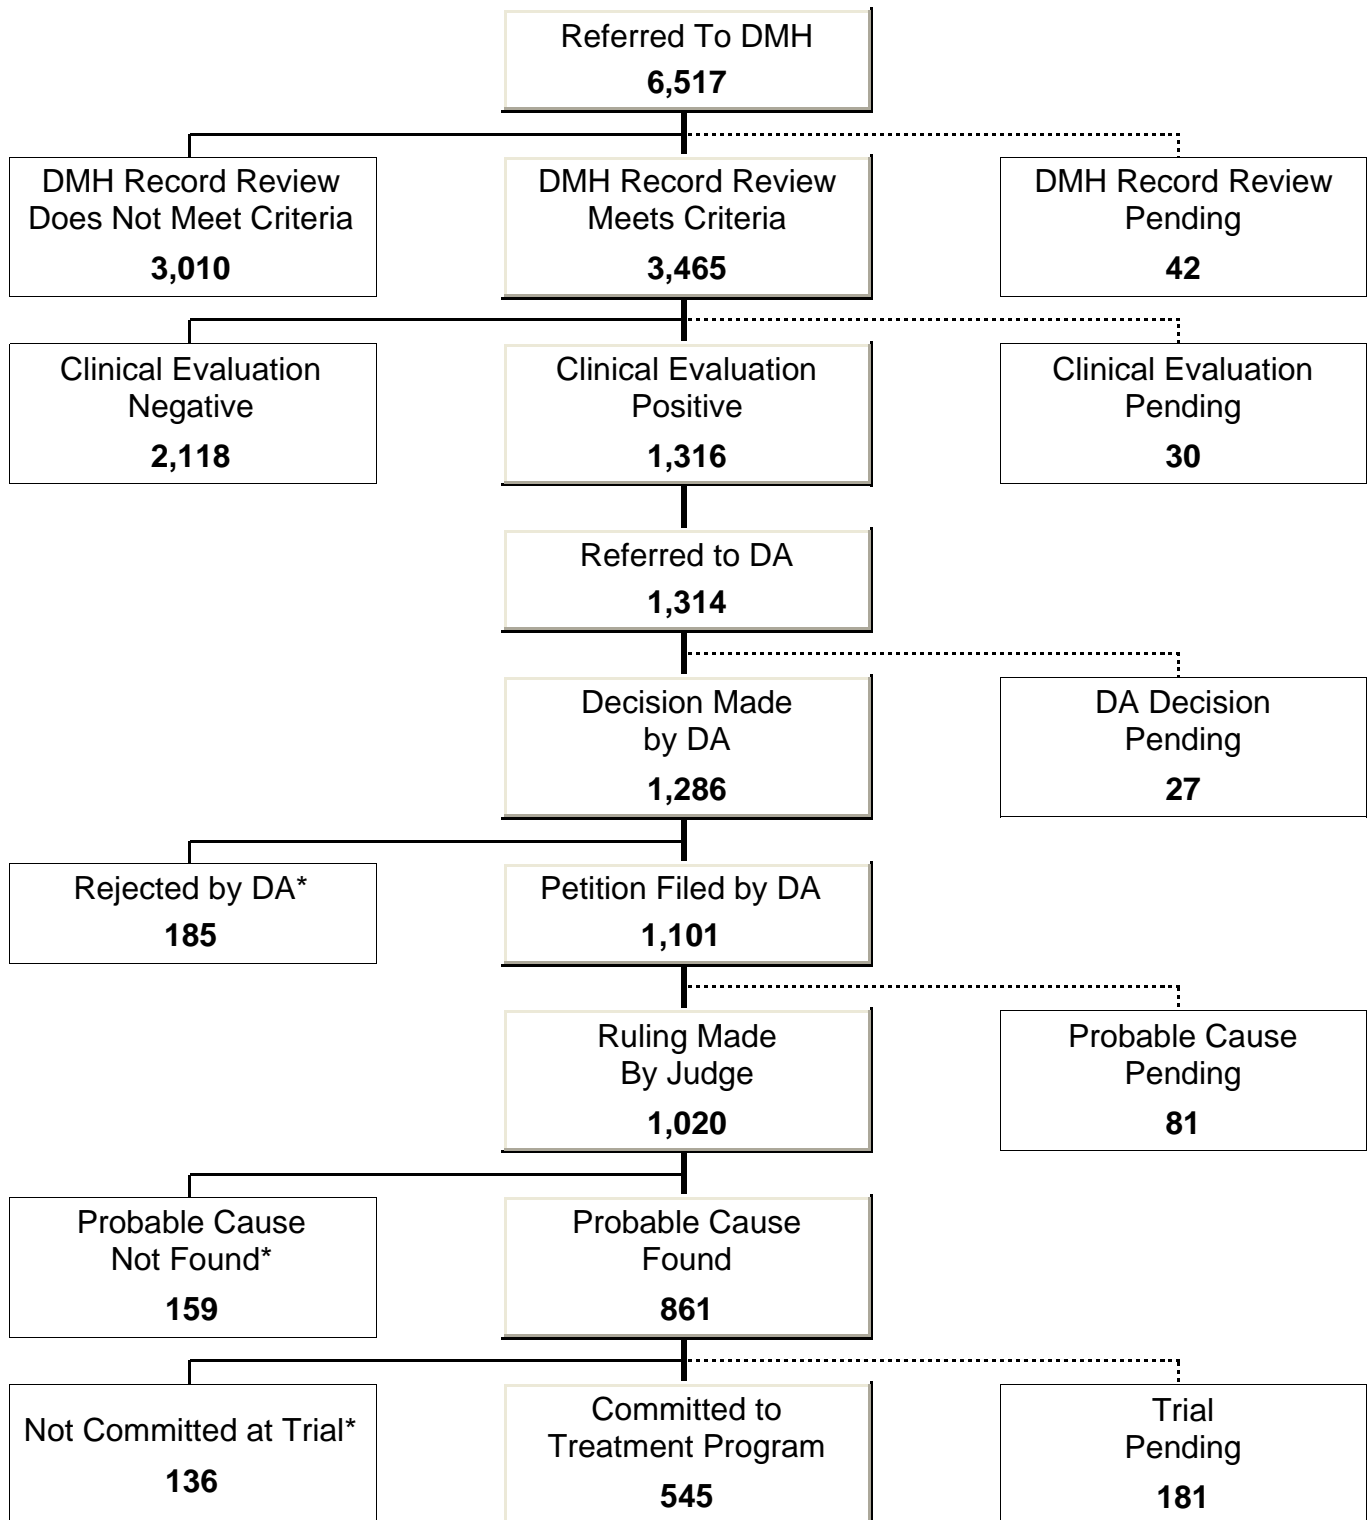 Referred To DMH
6,517
DMH Record Review
Does Not Meet Criteria
3,010
DMH Record Review
Meets Criteria
3,465
DMH Record Review
Pending
42
Clinical Evaluation
Negative
2,118
Clinical Evaluation
Positive
1,316
Clinical Evaluation
Pending
30
Referred to DA
1,314
Decision Made
by DA
1,286
DA Decision
Pending
27
Rejected by DA*
185
Petition Filed by DA
1,101
Ruling Made
By Judge
1,020
Probable Cause
Pending
81
Probable Cause
Not Found*
159
Probable Cause
Found
861
Not Committed at Trial*
136
Committed to
Treatment Program
545
Trial
Pending
181